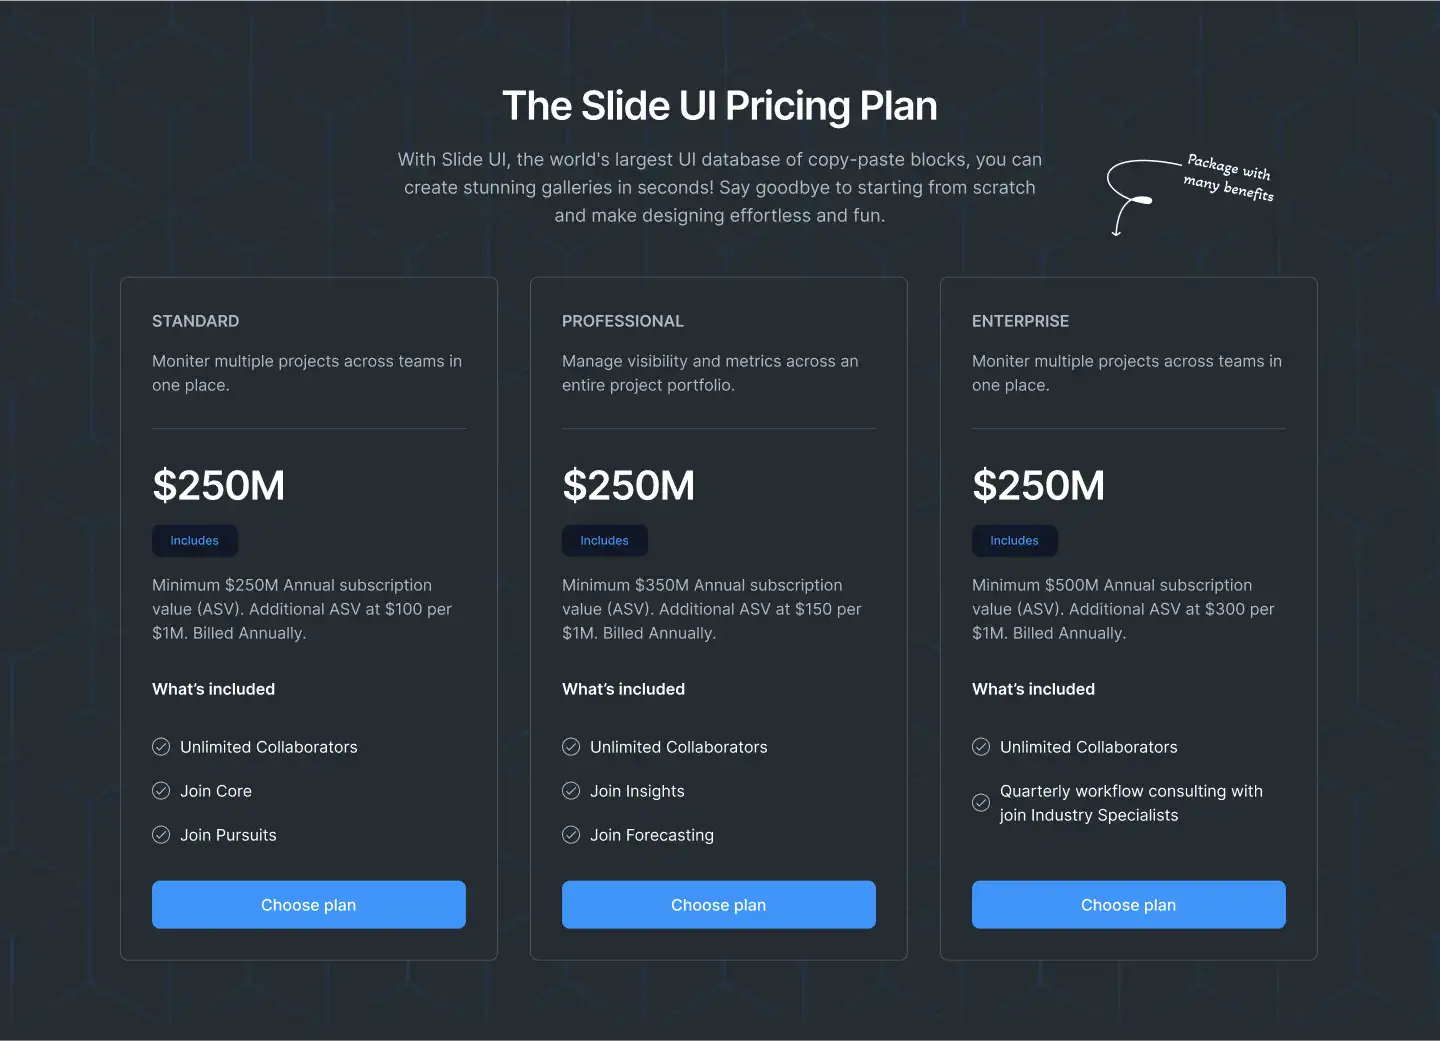 The Slide UI Pricing Plan
With Slide UI, the world's largest UI database of copy-paste blocks, you can
create stunning galleries in seconds! Say goodbye to starting from scratch
and make designing effortless and fun.
Package with
many benefits
STANDARD
Moniter multiple projects across teams in
one place.
$250M
Includes
Minimum $250M Annual subscription
value (ASV). Additional ASV at $100 per
$1M. Billed Annually.
What’s included
Unlimited Collaborators
Join Core
Join Pursuits
Choose plan
PROFESSIONAL
Manage visibility and metrics across an
entire project portfolio.
$250M
Includes
Minimum $350M Annual subscription
value (ASV). Additional ASV at $150 per
$1M. Billed Annually.
What’s included
Unlimited Collaborators
Join Insights
Join Forecasting
Choose plan
ENTERPRISE
Moniter multiple projects across teams in
one place.
$250M
Includes
Minimum $500M Annual subscription
value (ASV). Additional ASV at $300 per
$1M. Billed Annually.
What’s included
Unlimited Collaborators
Quarterly workflow consulting with
join Industry Specialists
Choose plan